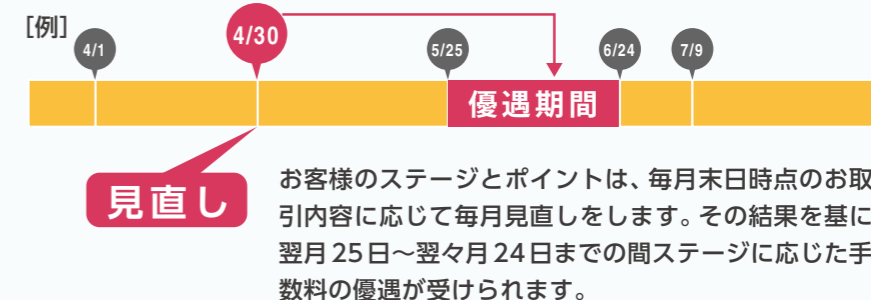 [例]
4/1
4/30
5/25
6/24
7/9
優遇期間
見直し
お客様のステージとポイントは、毎月末日時点のお取
引内容に応じて毎月見直しをします。その結果を基に
翌月25日～翌々月24日までの間ステージに応じた手
数料の優遇が受けられます。